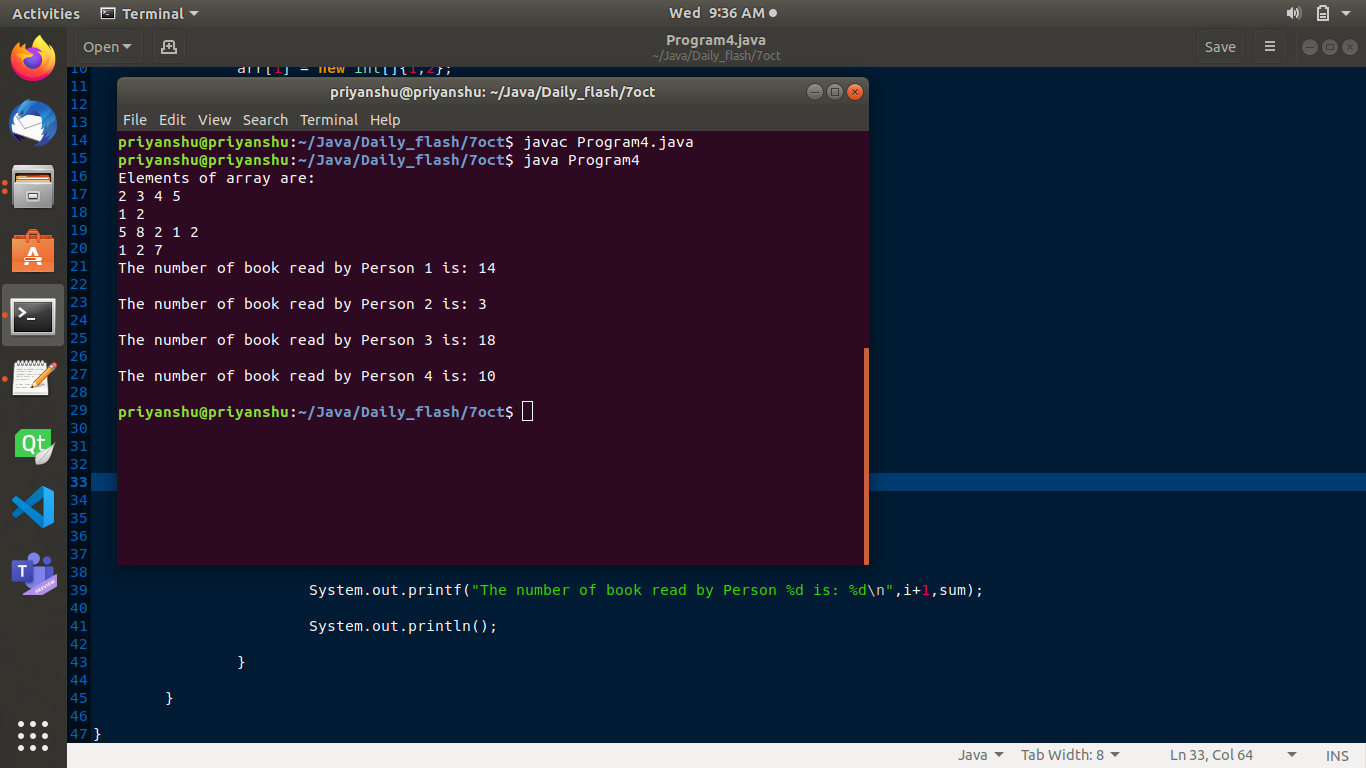 Activities Terminal Wed 9:36 AM
Open Program4.java Save
~/Java/Daily_flash/7oct
10 arr[1] = new int[]{1,2};
11
priyanshu@priyanshu: ~/Java/Daily_flash/7oct
12
13 File Edit View Search Terminal Help
14 priyanshu@priyanshu:~/Java/Daily_flash/7oct$ javac Program4.java
15 priyanshu@priyanshu:~/Java/Daily_flash/7oct$ java Program4
16 Elements of array are:
17 2 3 4 5
18 1 2
19 5 8 2 1 2
20 1 2 7
21 The number of book read by Person 1 is: 14
22
23 The number of book read by Person 2 is: 3
24
25 The number of book read by Person 3 is: 18
26
27 The number of book read by Person 4 is: 10
28
29 priyanshu@priyanshu:~/Java/Daily_flash/7oct$
30
31
32
33
34
35
36
37
38
39 System.out.printf("The number of book read by Person %d is: %d\n",i+1,sum);
40
41 System.out.println();
42
43 }
44
45 }
46
47 }
Qt
T
PREVIEW
Java Tab Width: 8 Ln 33, Col 64 INS